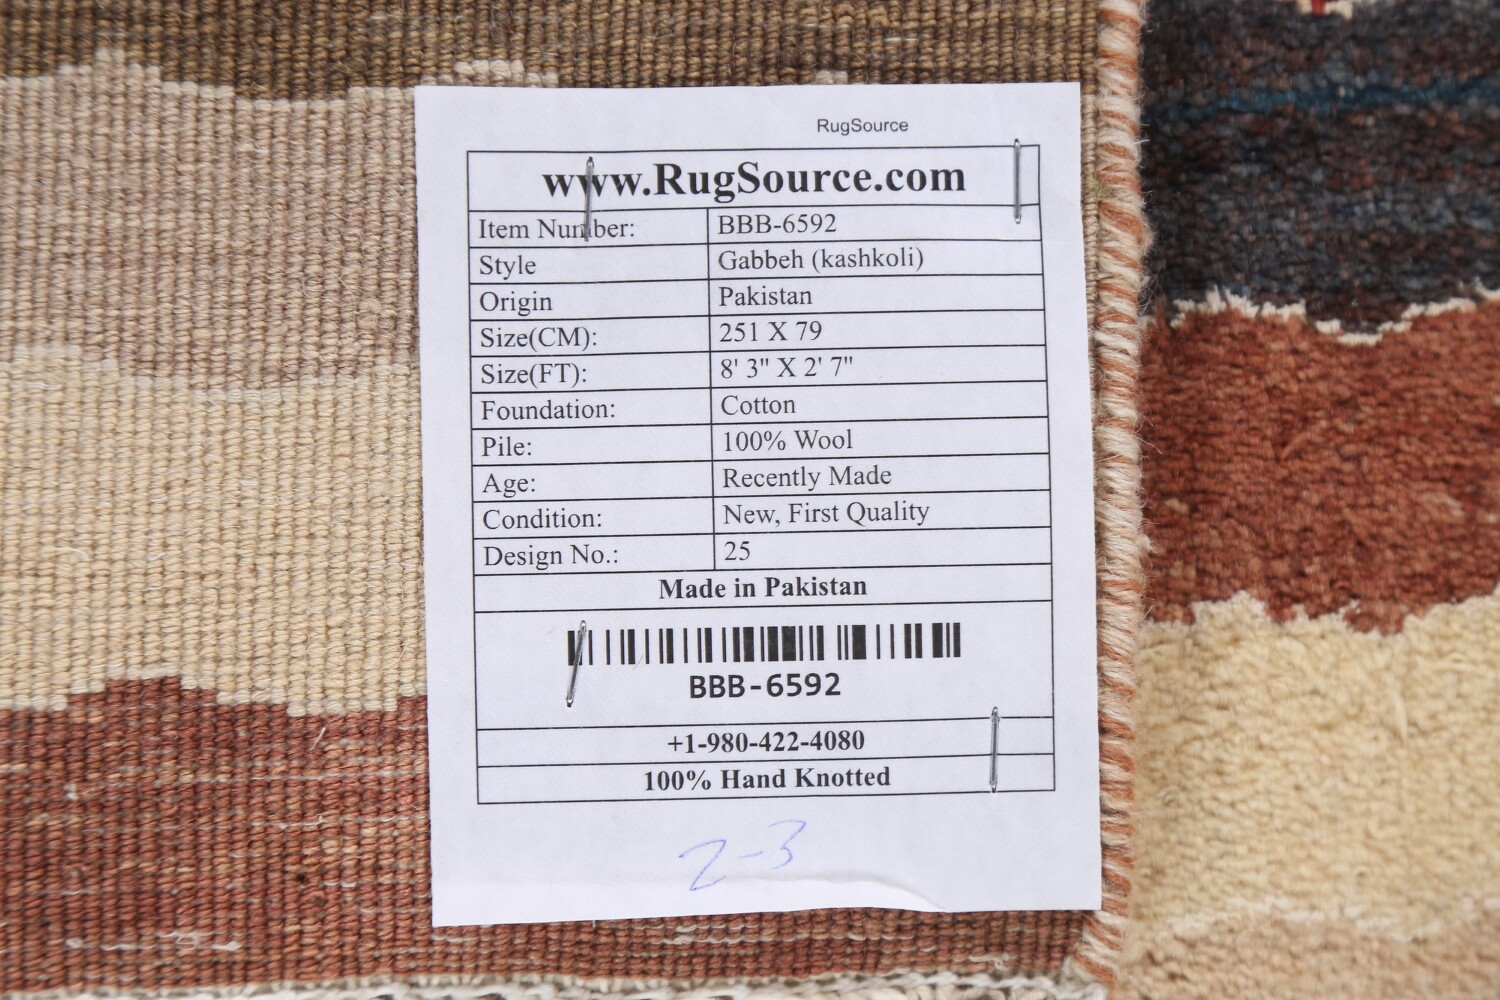 RugSource
www.RugSource.com
Item Number: BBB-6592
Style Gabbeh (kashkoli)
Origin Pakistan
Size(CM): 251 X 79
Size(FT): 8' 3" X 2' 7"
Foundation: Cotton
Pile: 100% Wool
Age: Recently Made
Condition: New, First Quality
Design No.: 25
Made in Pakistan
BBB-6592
+1-980-422-4080
100% Hand Knotted
2-3